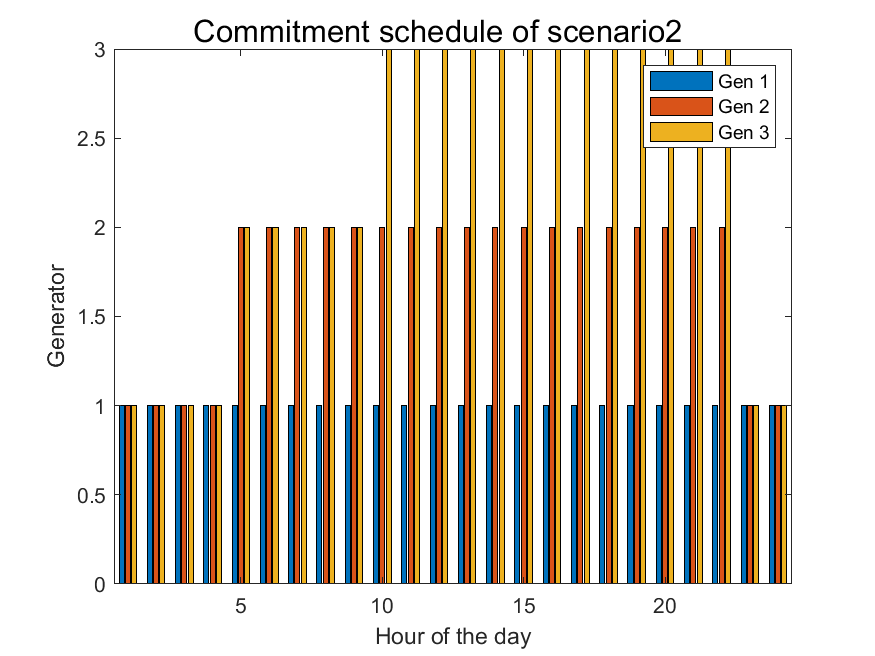 Commitment schedule of scenario2
3
2.5
2
1.5
1
0.5
0
Generator
Gen 1
Gen 2
Gen 3
5 10 15 20
Hour of the day